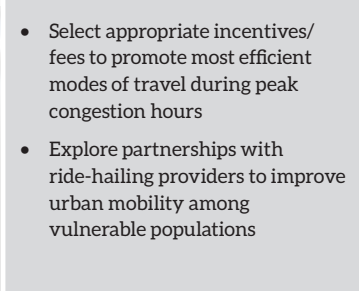 • Select appropriate incentives/
fees to promote most efficient
modes of travel during peak
congestion hours
• Explore partnerships with
ride-hailing providers to improve
urban mobility among
vulnerable populations